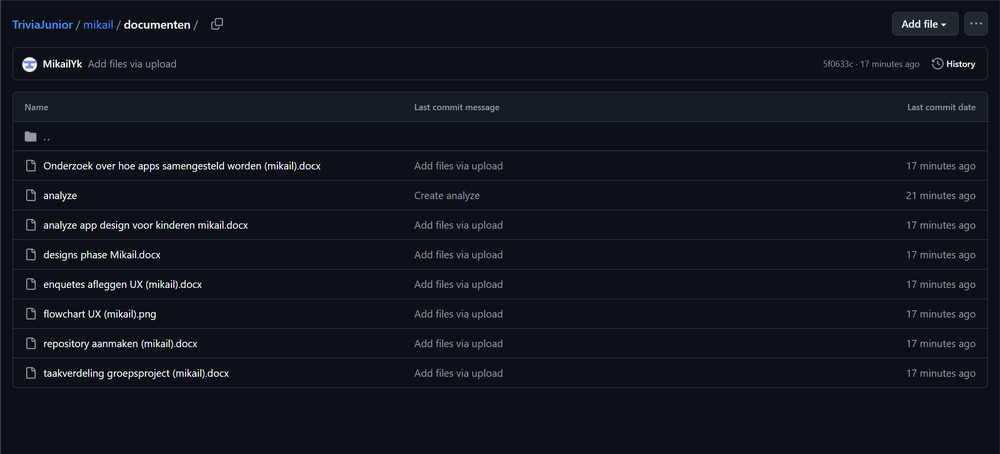 TriviaJunior / mikail / documenten /
Add file
MikailYk Add files via upload
5f0633c · 17 minutes ago History
Name Last commit message Last commit date
..
Onderzoek over hoe apps samengesteld worden (mikail).docx Add files via upload 17 minutes ago
analyze Create analyze 21 minutes ago
analyze app design voor kinderen mikail.docx Add files via upload 17 minutes ago
designs phase Mikail.docx Add files via upload 17 minutes ago
enquetes afleggen UX (mikail).docx Add files via upload 17 minutes ago
flowchart UX (mikail).png Add files via upload 17 minutes ago
repository aanmaken (mikail).docx Add files via upload 17 minutes ago
taakverdeling groepsproject (mikail).docx Add files via upload 17 minutes ago